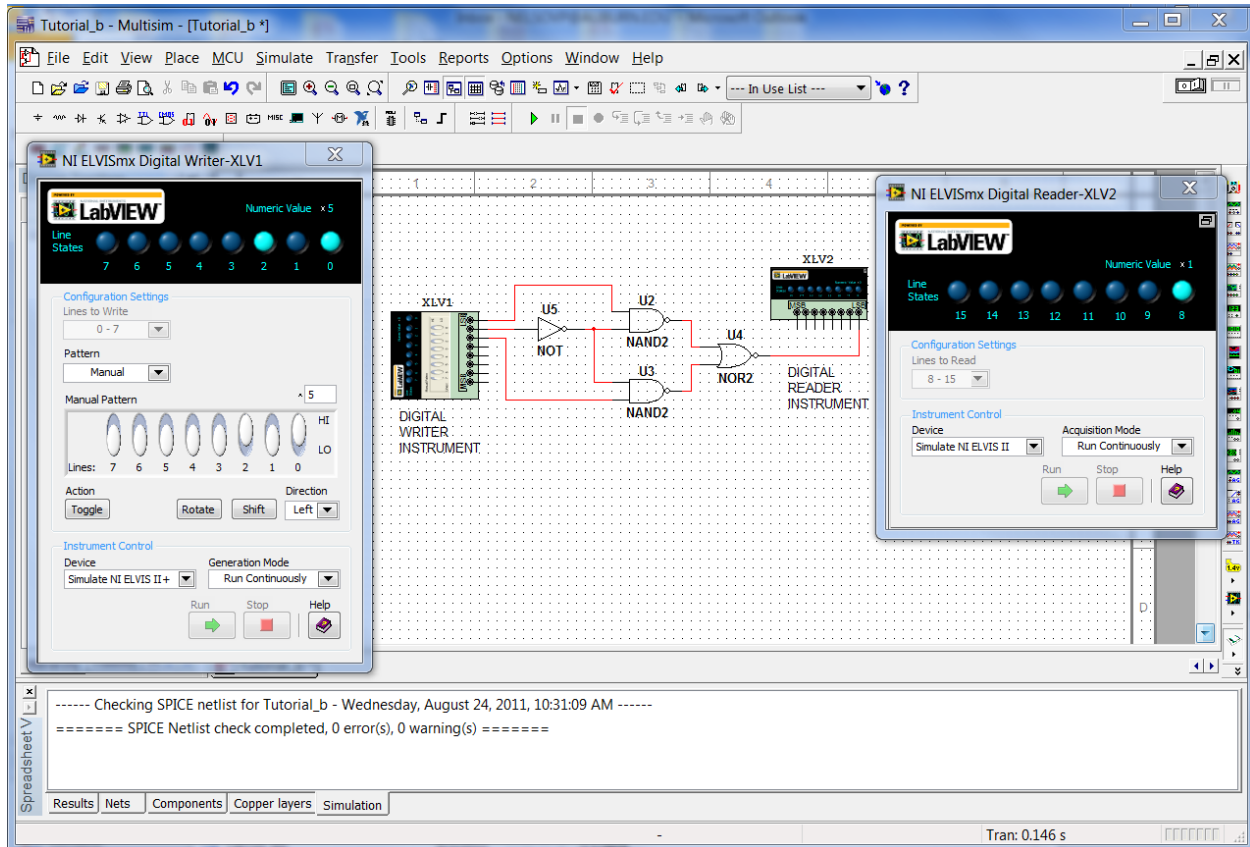 Tutorial_b - Multisim - [Tutorial_b *]
File Edit View Place MCU Simulate Transfer Tools Reports Options Window Help
--- In Use List ---
MISC
NI ELVISmx Digital Writer-XLV1
LabVIEW
Numeric Value x 5
Line
States
7 6 5 4 3 2 1 0
Configuration Settings
Lines to Write
0 - 7
Pattern
Manual
Manual Pattern
5
HI
LO
Lines: 7 6 5 4 3 2 1 0
Action
Direction
Toggle Rotate Shift Left
Instrument Control
Device Generation Mode
Simulate NI ELVIS II+ Run Continuously
Run Stop Help
1 2 3 4
XLV1
DIGITAL
WRITER
INSTRUMENT
U5
NOT
U2
NAND2
U3
NAND2
U4
NOR2
XLV2
LabVIEW
DIGITAL
READER
INSTRUMENT
D
NI ELVISmx Digital Reader-XLV2
LabVIEW
Numeric Value x 1
Line
States
15 14 13 12 11 10 9 8
Configuration Settings
Lines to Read
8 - 15
Instrument Control
Device Acquisition Mode
Simulate NI ELVIS II Run Continuously
Run Stop Help
1.4v
------ Checking SPICE netlist for Tutorial_b - Wednesday, August 24, 2011, 10:31:09 AM ------
======= SPICE Netlist check completed, 0 error(s), 0 warning(s) =======
Spreadsheet V
Results Nets Components Copper layers Simulation
- Tran: 0.146 s